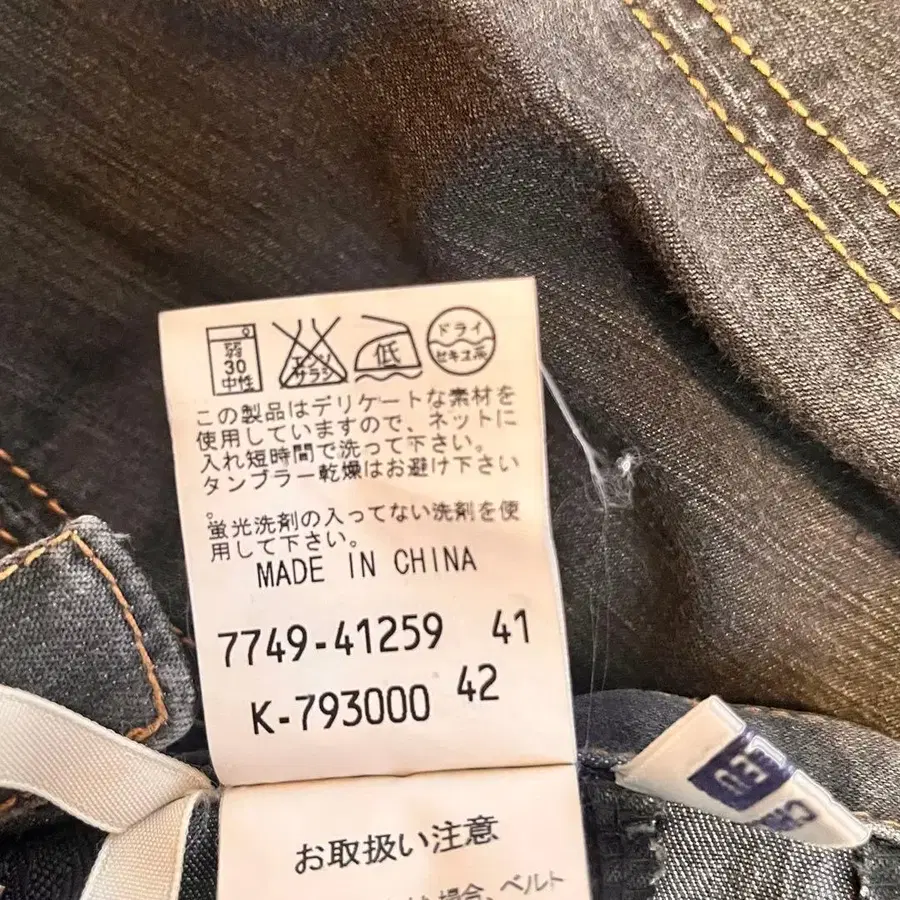 弱
30
中性
エンソ
サラシ
低
ドライ
セキユ系
この製品はデリケートな素材を
使用していますので、ネットに
入れ短時間で洗って下さい。
タンブラー乾燥はお避け下さい
。
蛍光洗剤の入ってない洗剤を使
用して下さい。
MADE IN CHINA
7749-41259 41
K-793000 42
お取扱い注意
場合、ベルト